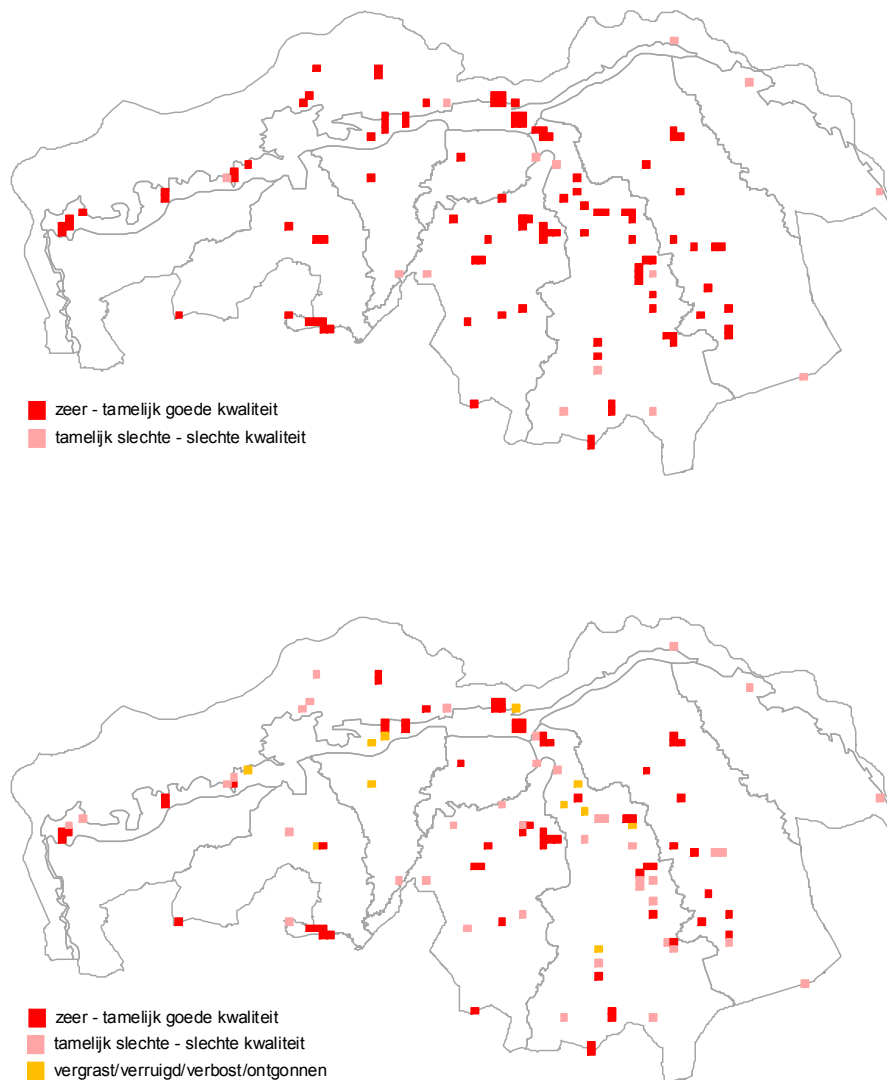 zeer - tamelijk goede kwaliteit
tamelijk slechte - slechte kwaliteit
zeer - tamelijk goede kwaliteit
tamelijk slechte - slechte kwaliteit
vergrast/verruigd/verbost/ontgonnen